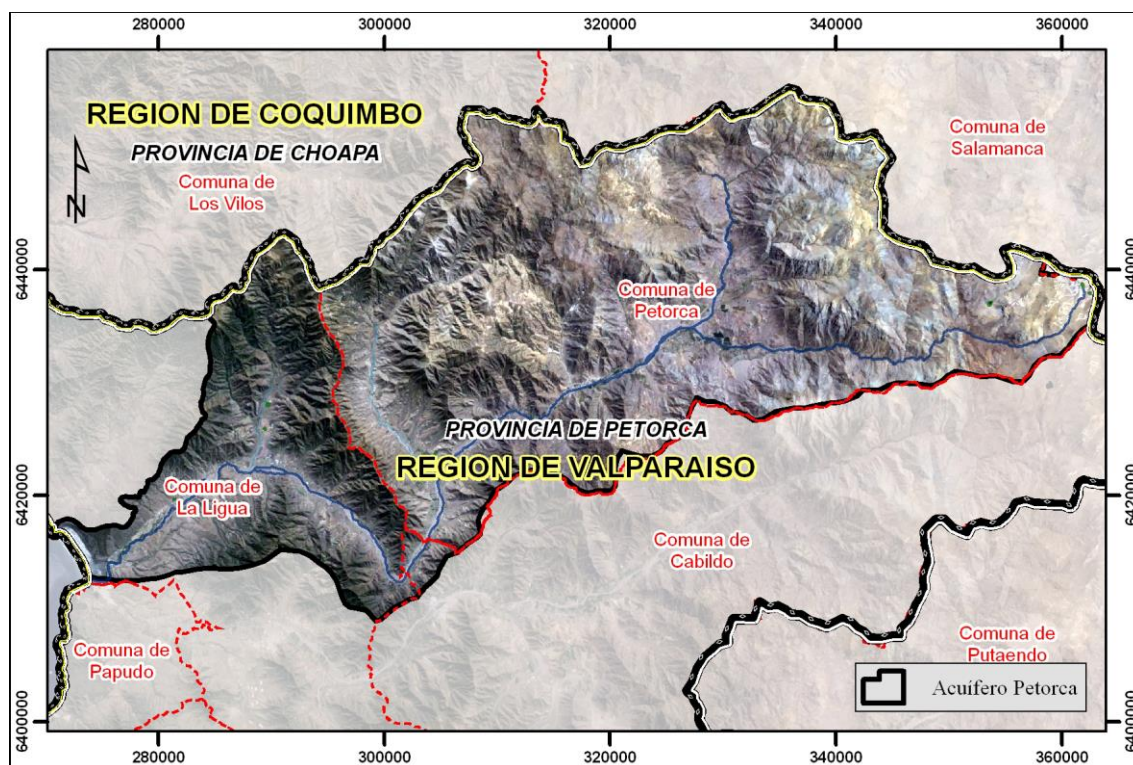 280000 300000 320000 340000 360000
REGION DE COQUIMBO
PROVINCIA DE CHOAPA
Comuna de
Los Vilos
Comuna de
Salamanca
N
6440000
6440000
Comuna de
Petorca
PROVINCIA DE PETORCA
REGION DE VALPARAISO
6420000
6420000
Comuna de
La Ligua
Comuna de
Cabildo
Comuna de
Papudo
Comuna de
Putaendo
Acuífero Petorca
6400000
6400000
280000 300000 320000 340000 360000